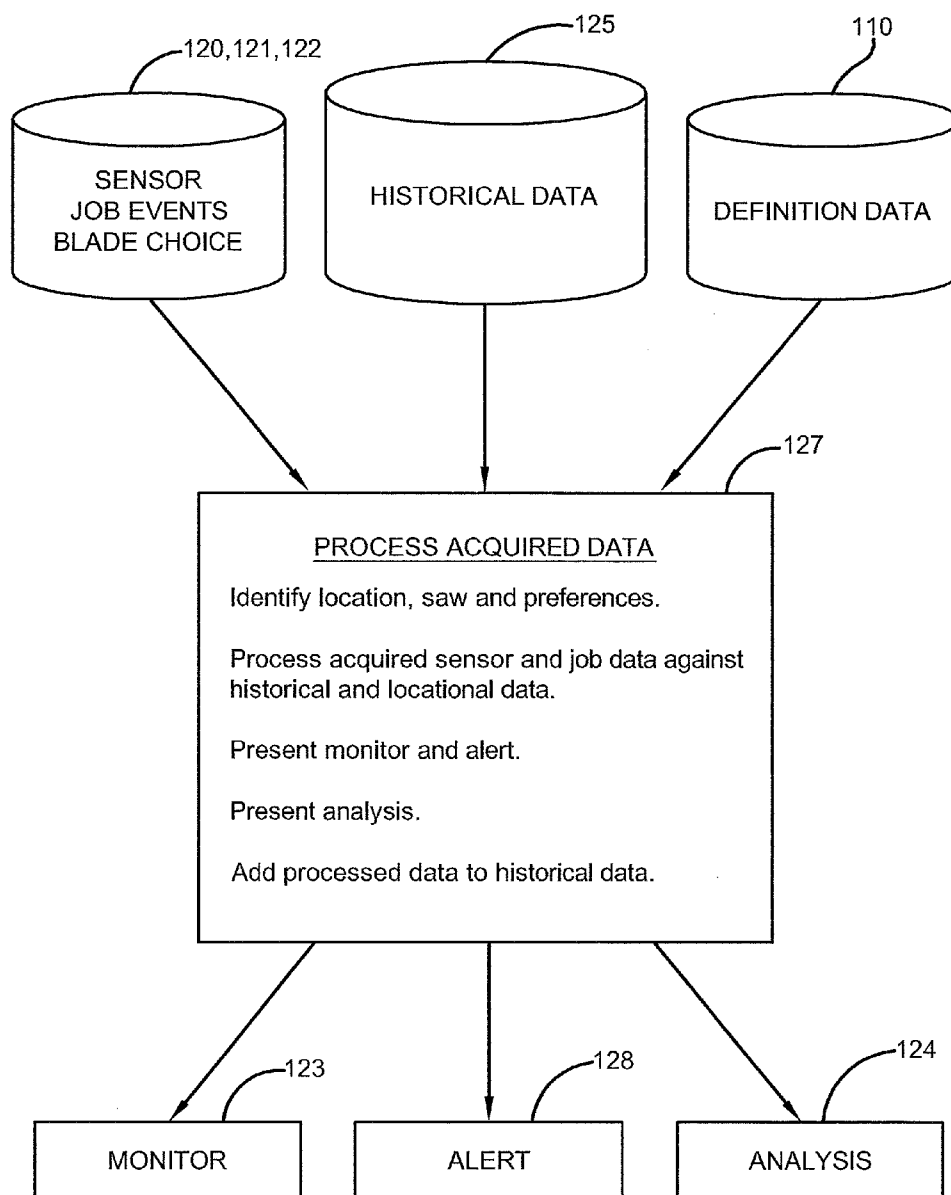 120,121,122
125
110
SENSOR
JOB EVENTS
BLADE CHOICE
HISTORICAL DATA
DEFINITION DATA
127
PROCESS ACQUIRED DATA
Identify location, saw and preferences.
Process acquired sensor and job data against
historical and locational data.
Present monitor and alert.
Present analysis.
Add processed data to historical data.
123
128
124
MONITOR
ALERT
ANALYSIS